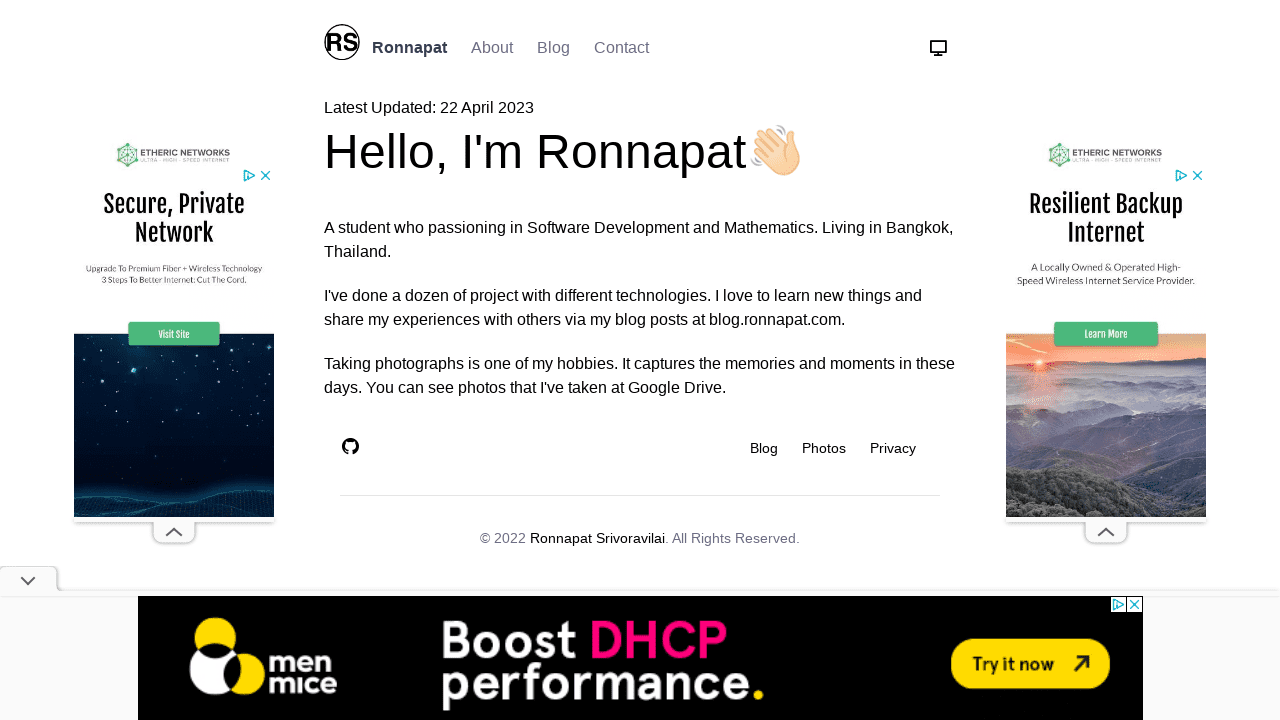 RS Ronnapat About Blog Contact
Latest Updated: 22 April 2023
Hello, I'm Ronnapat👋🏻
A student who passioning in Software Development and Mathematics. Living in Bangkok,
Thailand.
I've done a dozen of project with different technologies. I love to learn new things and
share my experiences with others via my blog posts at blog.ronnapat.com.
Taking photographs is one of my hobbies. It captures the memories and moments in these
days. You can see photos that I've taken at Google Drive.
Blog Photos Privacy
© 2022 Ronnapat Srivoravilai. All Rights Reserved.
ETHERIC NETWORKS
ULTRA - HIGH - SPEED INTERNET
Secure, Private
Network
Upgrade To Premium Fiber + Wireless Technology
3 Steps To Better Internet: Cut The Cord.
Visit Site
ETHERIC NETWORKS
ULTRA - HIGH - SPEED INTERNET
Resilient Backup
Internet
A Locally Owned & Operated High-
Speed Wireless Internet Service Provider.
Learn More
men
mice
Boost DHCP
performance.
Try it now